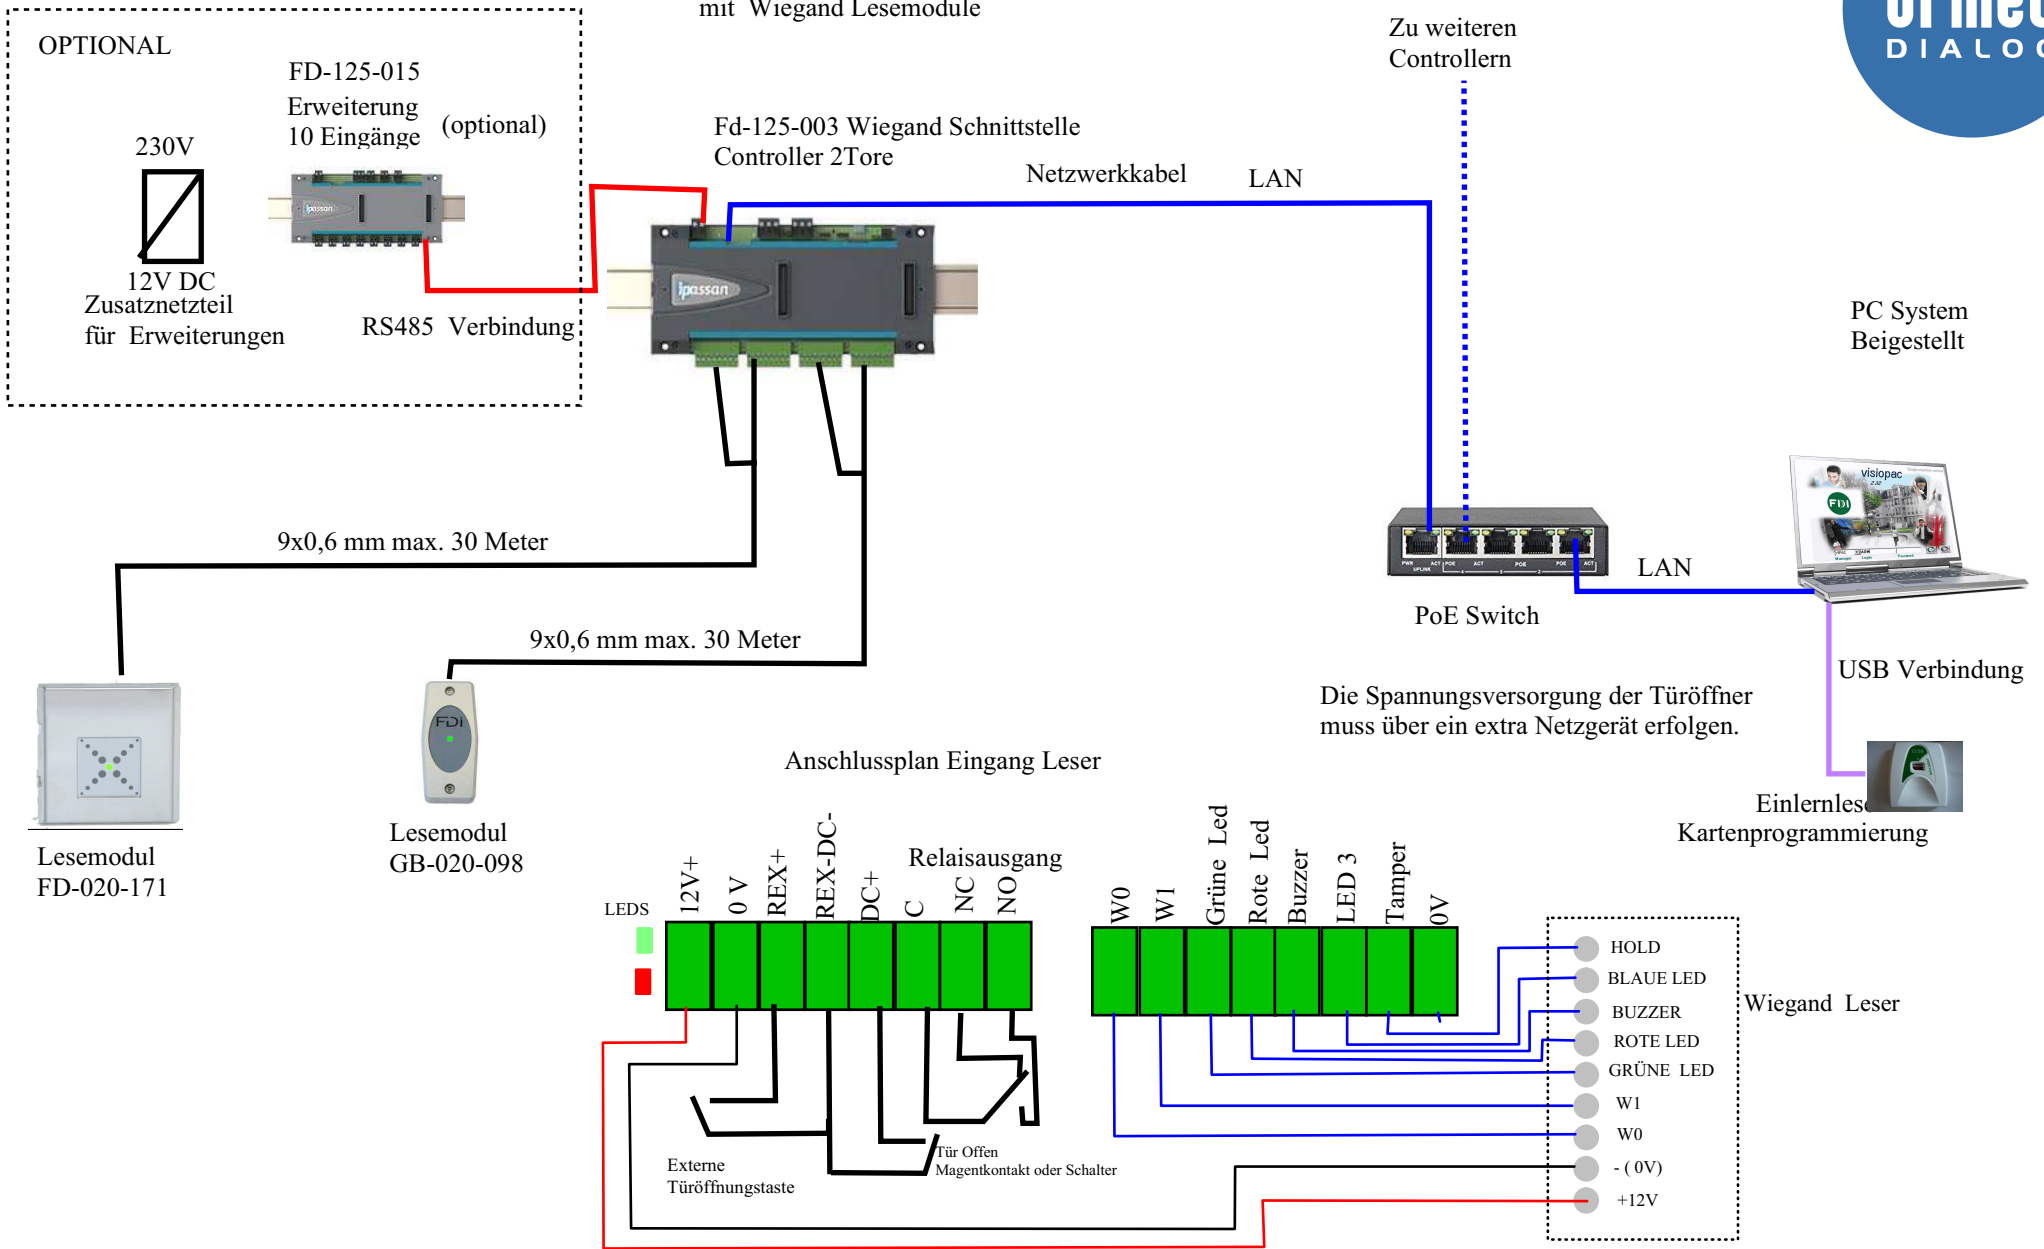 mit Wiegand Lesemodule
DIALOG
OPTIONAL
FD-125-015
Erweiterung
10 Eingänge
(optional)
230V
12V DC
Zusatznetzteil
für Erweiterungen
RS485 Verbindung
ipassan
Fd-125-003 Wiegand Schnittstelle
Controller 2Tore
ipassan
Netzwerkkabel
LAN
Zu weiteren
Controllern
PC System
Beigestellt
visiopac
FDI
LAN
PoE Switch
USB Verbindung
9x0,6 mm max. 30 Meter
9x0,6 mm max. 30 Meter
FDI
Die Spannungsversorgung der Türöffner
muss über ein extra Netzgerät erfolgen.
Kartenprogrammierung
Lesemodul
FD-020-171
Lesemodul
GB-020-098
Anschlussplan Eingang Leser
Relaisausgang
LEDS
12V+
0 V
REX+
REX-DC-
DC+
C
NC
NO
W0
W1
Grüne Led
Rote Led
Buzzer
LED 3
Tamper
0V
HOLD
BLAUE LED
BUZZER
ROTE LED
GRÜNE LED
W1
W0
- ( 0V)
+12V
Wiegand Leser
Externe
Türöffnungstaste
Tür Offen
Magentkontakt oder Schalter